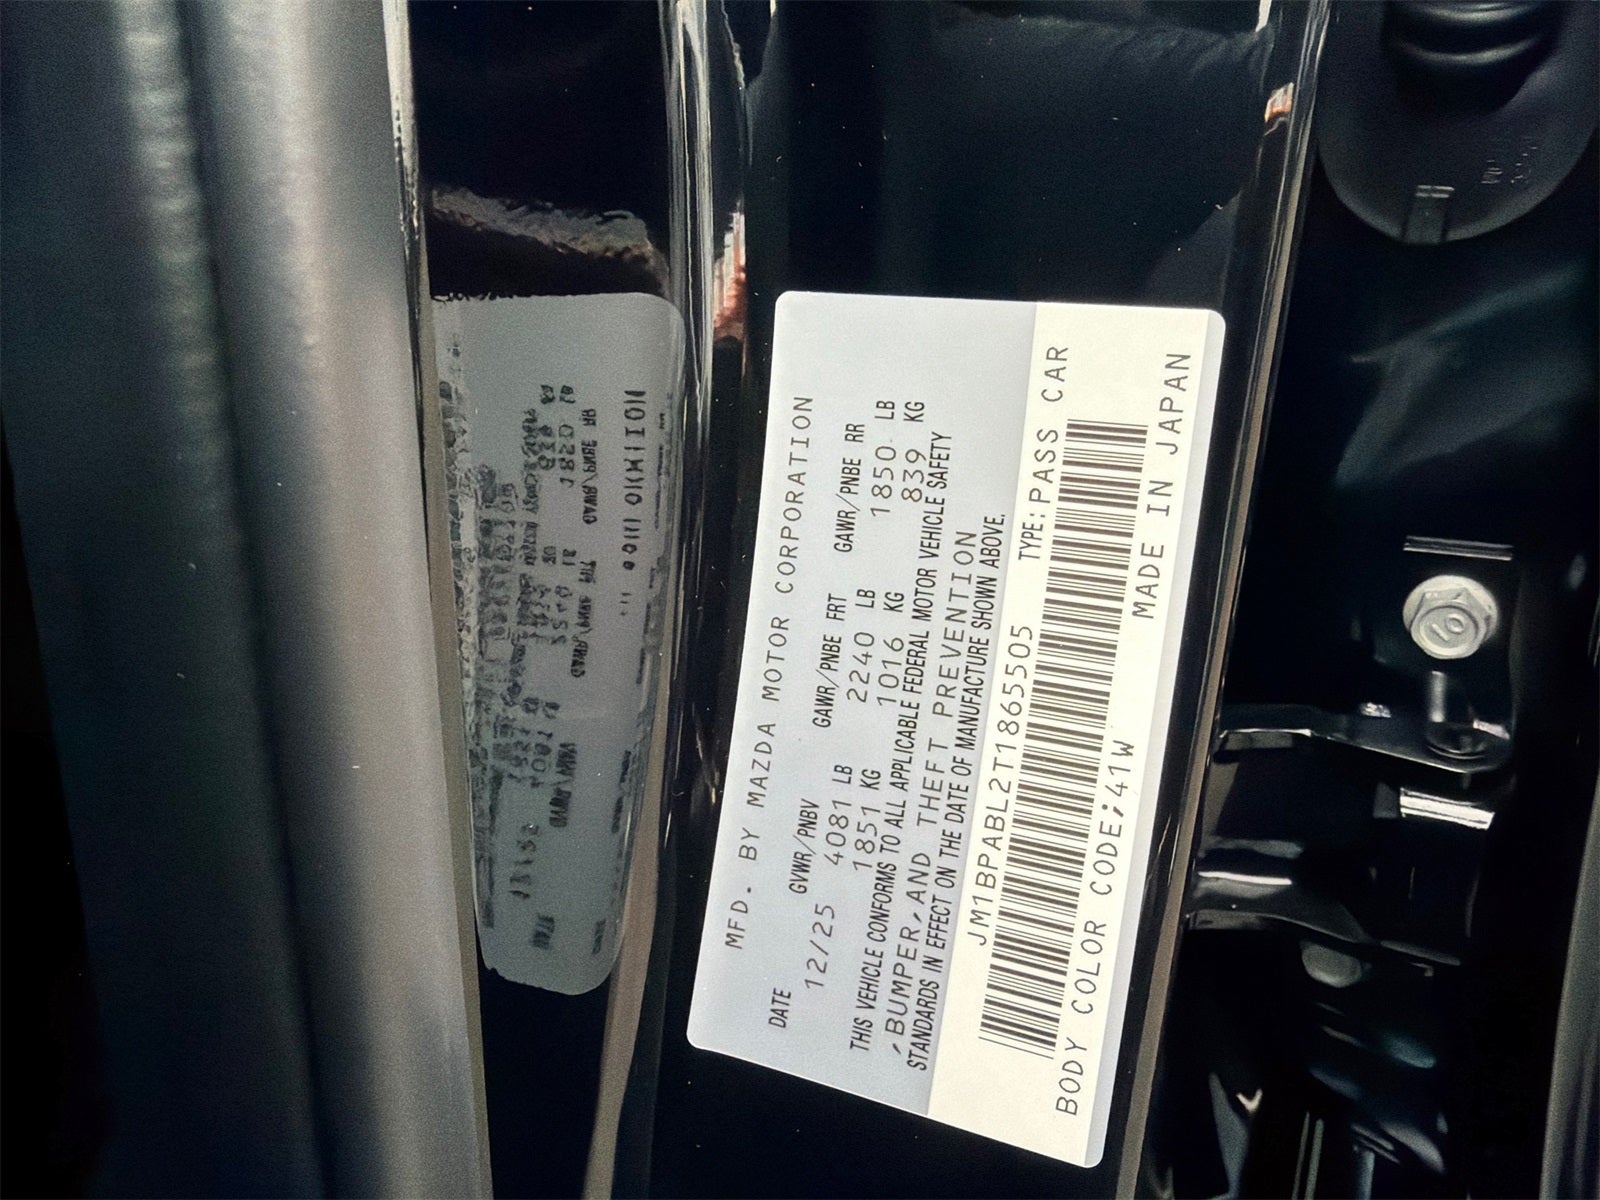 MFD. BY MAZDA MOTOR CORPORATION
DATE GVWR/PNBV GAWR/PNBE FRT GAWR/PNBE RR
12/25 4081 LB 2240 LB 1850 LB
1851 KG 1016 KG 839 KG
THIS VEHICLE CONFORMS TO ALL APPLICABLE FEDERAL MOTOR VEHICLE SAFETY
,BUMPER,AND THEFT PREVENTION
STANDARDS IN EFFECT ON THE DATE OF MANUFACTURE SHOWN ABOVE.
JM1BPABL2T1865505 TYPE:PASS CAR
BODY COLOR CODE;41W MADE IN JAPAN
10